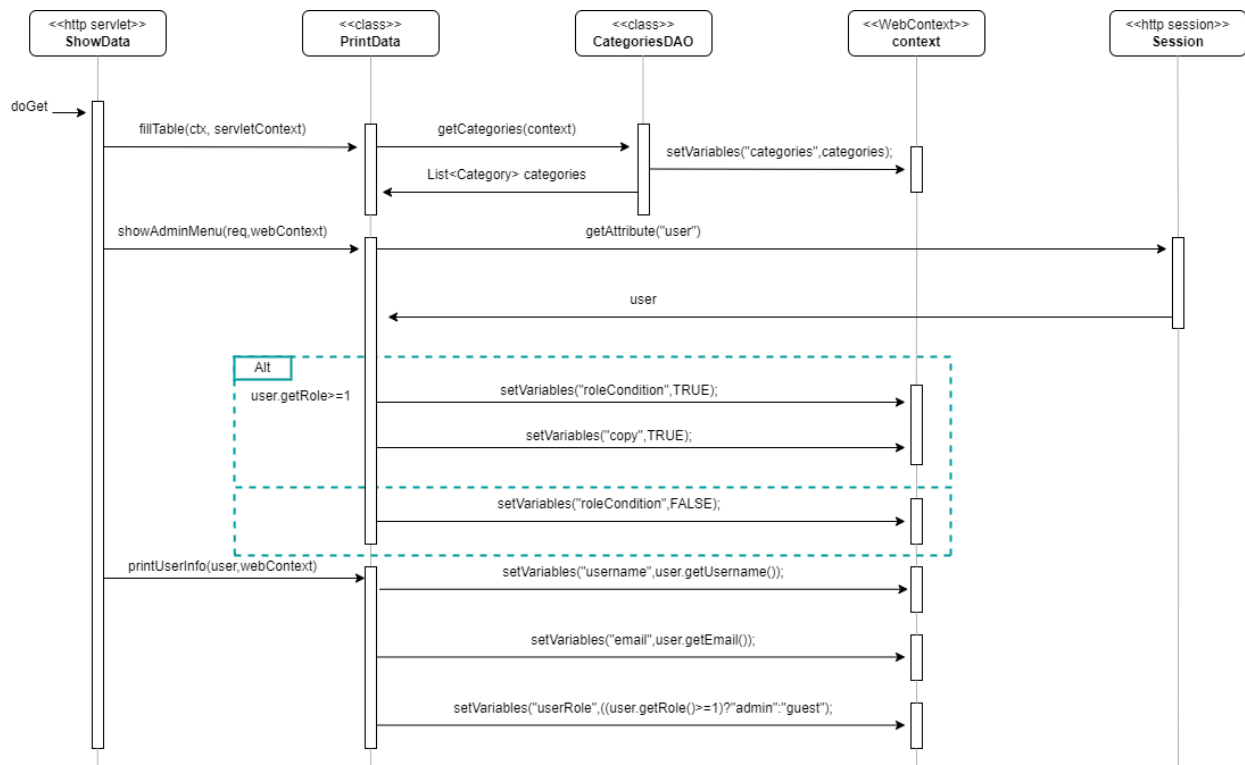 <<http servlet>>
ShowData
<<class>>
PrintData
<<class>>
CategoriesDAO
<<WebContext>>
context
<<http session>>
Session
doGet
fillTable(ctx, servletContext)
getCategories(context)
setVariables("categories",categories);
List<Category> categories
showAdminMenu(req,webContext)
getAttribute("user")
user
Alt
user.getRole>=1
setVariables("roleCondition",TRUE);
setVariables("copy",TRUE);
setVariables("roleCondition",FALSE);
printUserInfo(user,webContext)
setVariables("username",user.getUsername());
setVariables("email",user.getEmail());
setVariables("userRole",((user.getRole()>=1)?"admin":"guest");